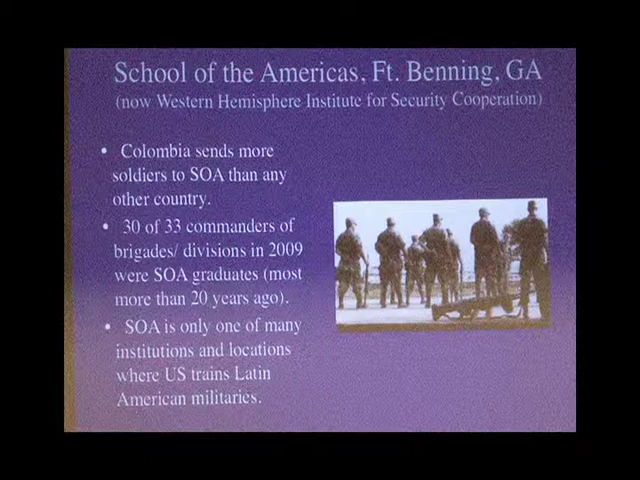 School of the Americas, Ft. Benning, GA
(now Western Hemisphere Institute for Security Cooperation)
• Colombia sends more
soldiers to SOA than any
other country.
• 30 of 33 commanders of
brigades/ divisions in 2009
were SOA graduates (most
more than 20 years ago).
• SOA is only one of many
institutions and locations
where US trains Latin
American militaries.